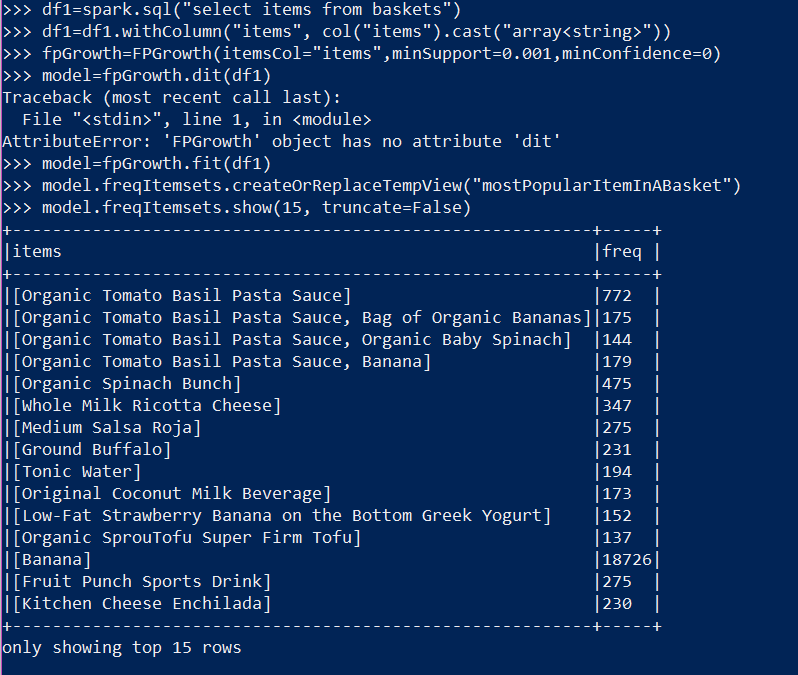 >>> df1=spark.sql("select items from baskets")
>>> df1=df1.withColumn("items", col("items").cast("array<string>"))
>>> fpGrowth=FPGrowth(itemsCol="items",minSupport=0.001,minConfidence=0)
>>> model=fpGrowth.dit(df1)
Traceback (most recent call last):
  File "<stdin>", line 1, in <module>
AttributeError: 'FPGrowth' object has no attribute 'dit'
>>> model=fpGrowth.fit(df1)
>>> model.freqItemsets.createOrReplaceTempView("mostPopularItemInABasket")
>>> model.freqItemsets.show(15, truncate=False)
+----------------------------------------------------------+-----+
|items                                                     |freq |
+----------------------------------------------------------+-----+
|[Organic Tomato Basil Pasta Sauce]                        |772  |
|[Organic Tomato Basil Pasta Sauce, Bag of Organic Bananas]|175  |
|[Organic Tomato Basil Pasta Sauce, Organic Baby Spinach]  |144  |
|[Organic Tomato Basil Pasta Sauce, Banana]                |179  |
|[Organic Spinach Bunch]                                   |475  |
|[Whole Milk Ricotta Cheese]                               |347  |
|[Medium Salsa Roja]                                       |275  |
|[Ground Buffalo]                                          |231  |
|[Tonic Water]                                             |194  |
|[Original Coconut Milk Beverage]                          |173  |
|[Low-Fat Strawberry Banana on the Bottom Greek Yogurt]    |152  |
|[Organic SprouTofu Super Firm Tofu]                       |137  |
|[Banana]                                                  |18726|
|[Fruit Punch Sports Drink]                                |275  |
|[Kitchen Cheese Enchilada]                                |230  |
+----------------------------------------------------------+-----+
only showing top 15 rows